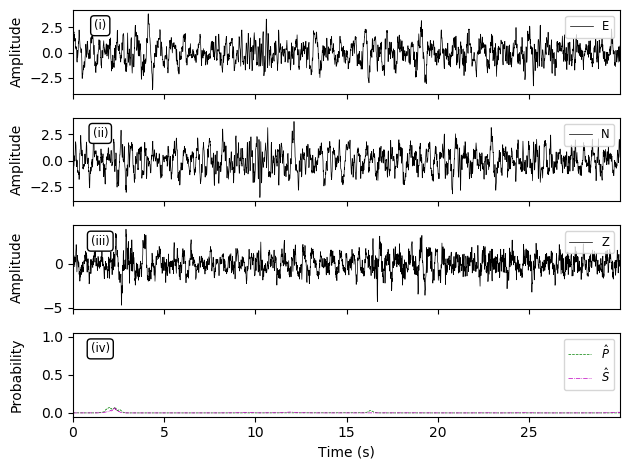 (i)
E
Amplitude
2.5
0.0
−2.5
(ii)
N
Amplitude
2.5
0.0
−2.5
(iii)
Z
Amplitude
0
−5
(iv)
P̂
Ŝ
Probability
1.0
0.5
0.0
0 5 10 15 20 25
Time (s)